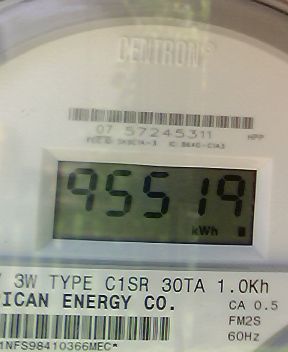 CENTRON®
07 57245311
95519
kWh
3W TYPE C1SR 30TA 1.0Kh
ICAN ENERGY CO.
CA 0.5
FM2S
60Hz
1NFS98410366MEC*